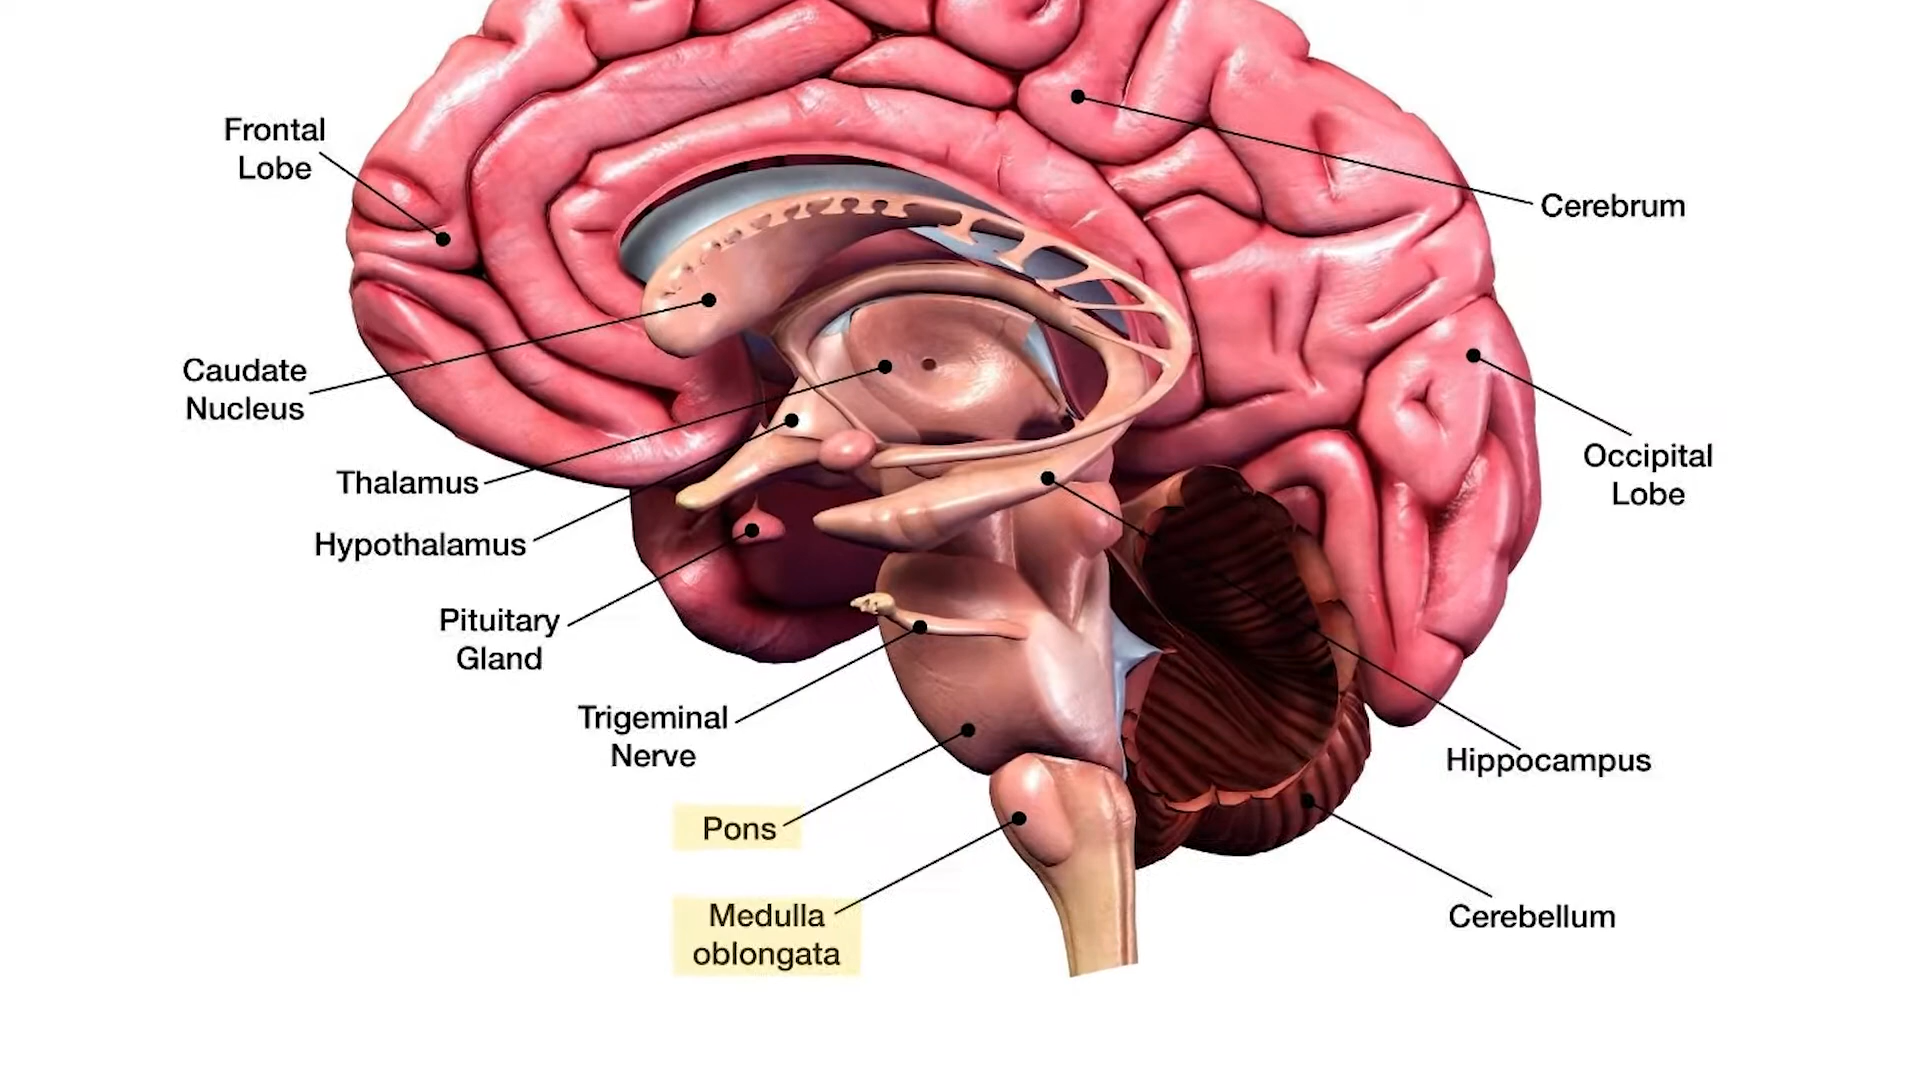 Frontal
Lobe
Cerebrum
Caudate
Nucleus
Occipital
Lobe
Thalamus
Hypothalamus
Pituitary
Gland
Trigeminal
Nerve
Hippocampus
Pons
Medulla
oblongata
Cerebellum